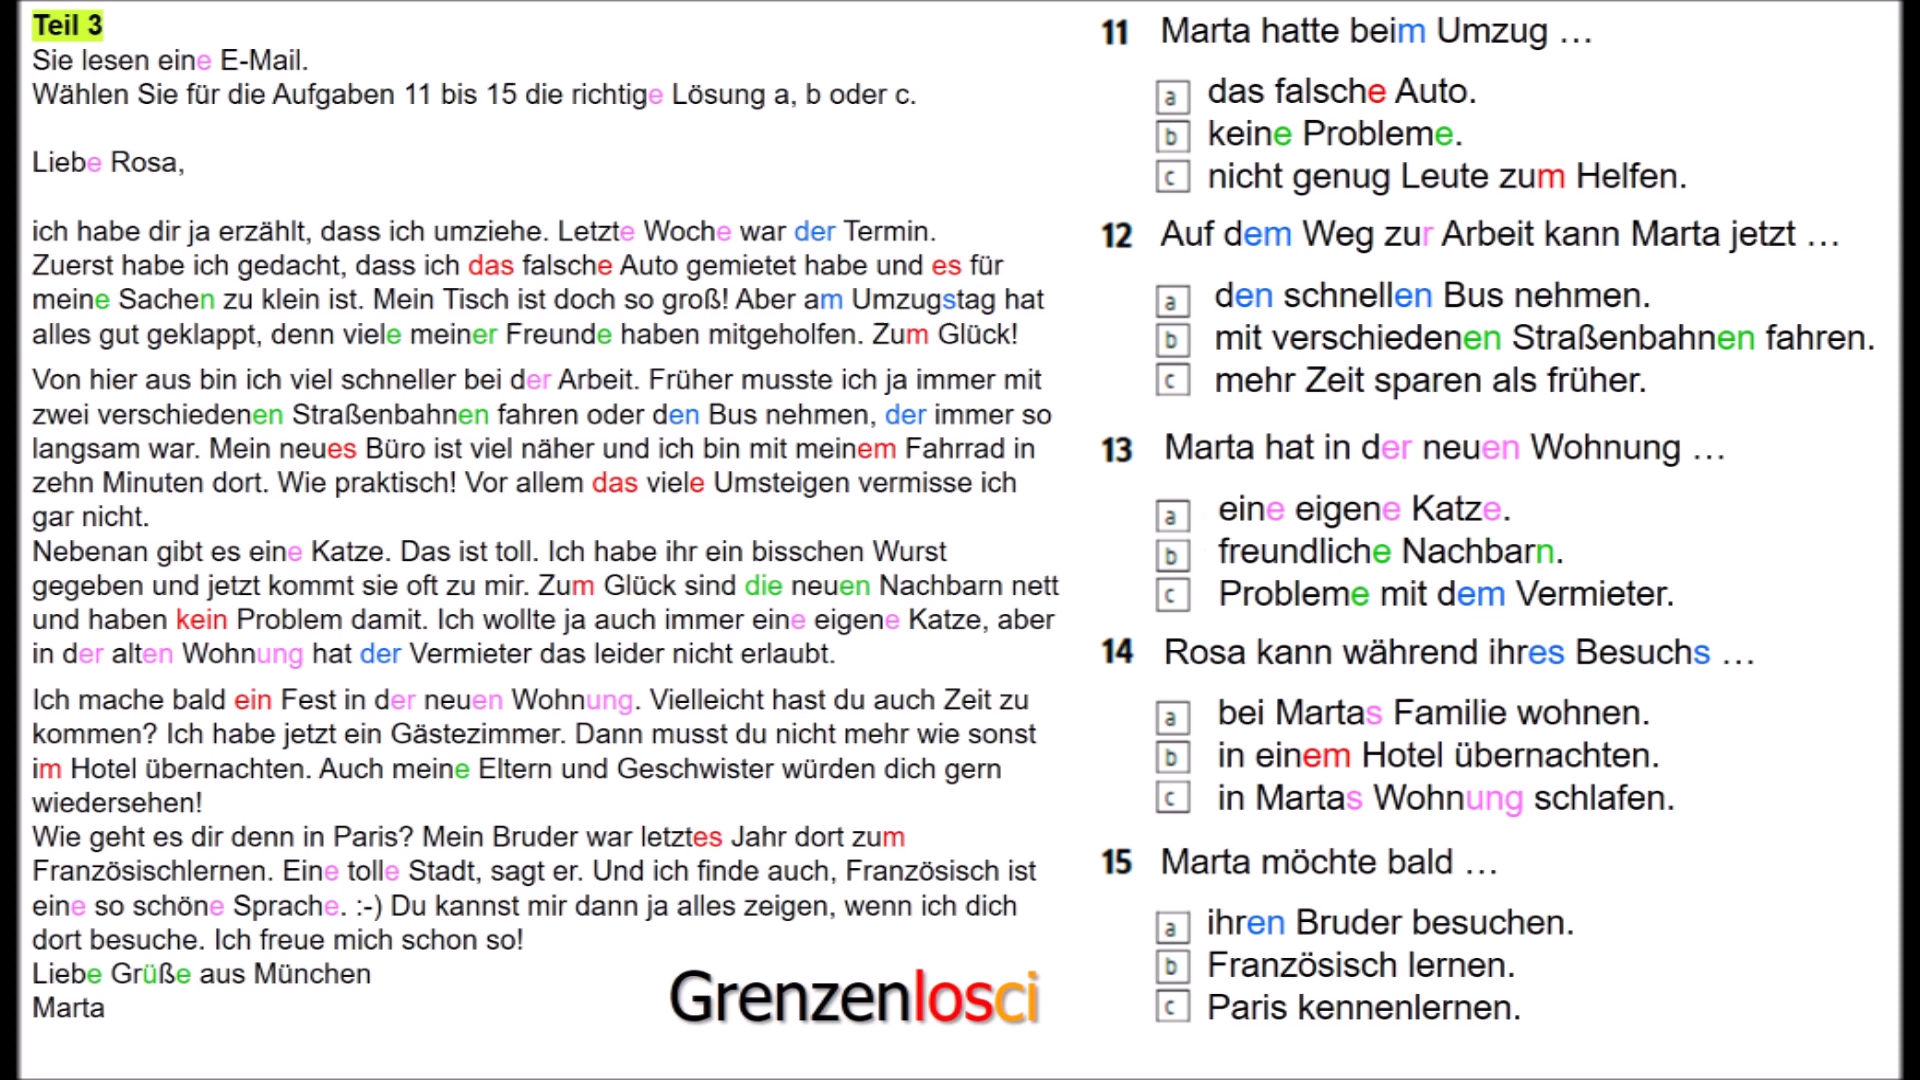 Teil 3
Sie lesen eine E-Mail.
Wählen Sie für die Aufgaben 11 bis 15 die richtige Lösung a, b oder c.
Liebe Rosa,
ich habe dir ja erzählt, dass ich umziehe. Letzte Woche war der Termin.
Zuerst habe ich gedacht, dass ich das falsche Auto gemietet habe und es für
meine Sachen zu klein ist. Mein Tisch ist doch so groß! Aber am Umzugstag hat
alles gut geklappt, denn viele meiner Freunde haben mitgeholfen. Zum Glück!
Von hier aus bin ich viel schneller bei der Arbeit. Früher musste ich ja immer mit
zwei verschiedenen Straßenbahnen fahren oder den Bus nehmen, der immer so
langsam war. Mein neues Büro ist viel näher und ich bin mit meinem Fahrrad in
zehn Minuten dort. Wie praktisch! Vor allem das viele Umsteigen vermisse ich
gar nicht.
Nebenan gibt es eine Katze. Das ist toll. Ich habe ihr ein bisschen Wurst
gegeben und jetzt kommt sie oft zu mir. Zum Glück sind die neuen Nachbarn nett
und haben kein Problem damit. Ich wollte ja auch immer eine eigene Katze, aber
in der alten Wohnung hat der Vermieter das leider nicht erlaubt.
Ich mache bald ein Fest in der neuen Wohnung. Vielleicht hast du auch Zeit zu
kommen? Ich habe jetzt ein Gästezimmer. Dann musst du nicht mehr wie sonst
im Hotel übernachten. Auch meine Eltern und Geschwister würden dich gern
wiedersehen!
Wie geht es dir denn in Paris? Mein Bruder war letztes Jahr dort zum
Französischlernen. Eine tolle Stadt, sagt er. Und ich finde auch, Französisch ist
eine so schöne Sprache. :-) Du kannst mir dann ja alles zeigen, wenn ich dich
dort besuche. Ich freue mich schon so!
Liebe Grüße aus München
Marta
Grenzenlosci
11 Marta hatte beim Umzug …
a das falsche Auto.
b keine Probleme.
c nicht genug Leute zum Helfen.
12 Auf dem Weg zur Arbeit kann Marta jetzt …
a den schnellen Bus nehmen.
b mit verschiedenen Straßenbahnen fahren.
c mehr Zeit sparen als früher.
13 Marta hat in der neuen Wohnung …
a eine eigene Katze.
b freundliche Nachbarn.
c Probleme mit dem Vermieter.
14 Rosa kann während ihres Besuchs …
a bei Martas Familie wohnen.
b in einem Hotel übernachten.
c in Martas Wohnung schlafen.
15 Marta möchte bald …
a ihren Bruder besuchen.
b Französisch lernen.
c Paris kennenlernen.